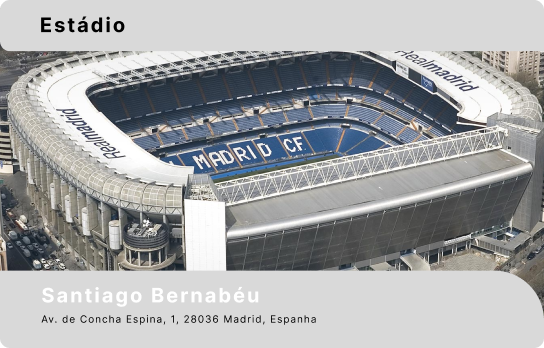 Estádio
Realmadrid
Realmadrid
MADRID CF
Santiago Bernabéu
Av. de Concha Espina, 1, 28036 Madrid, Espanha